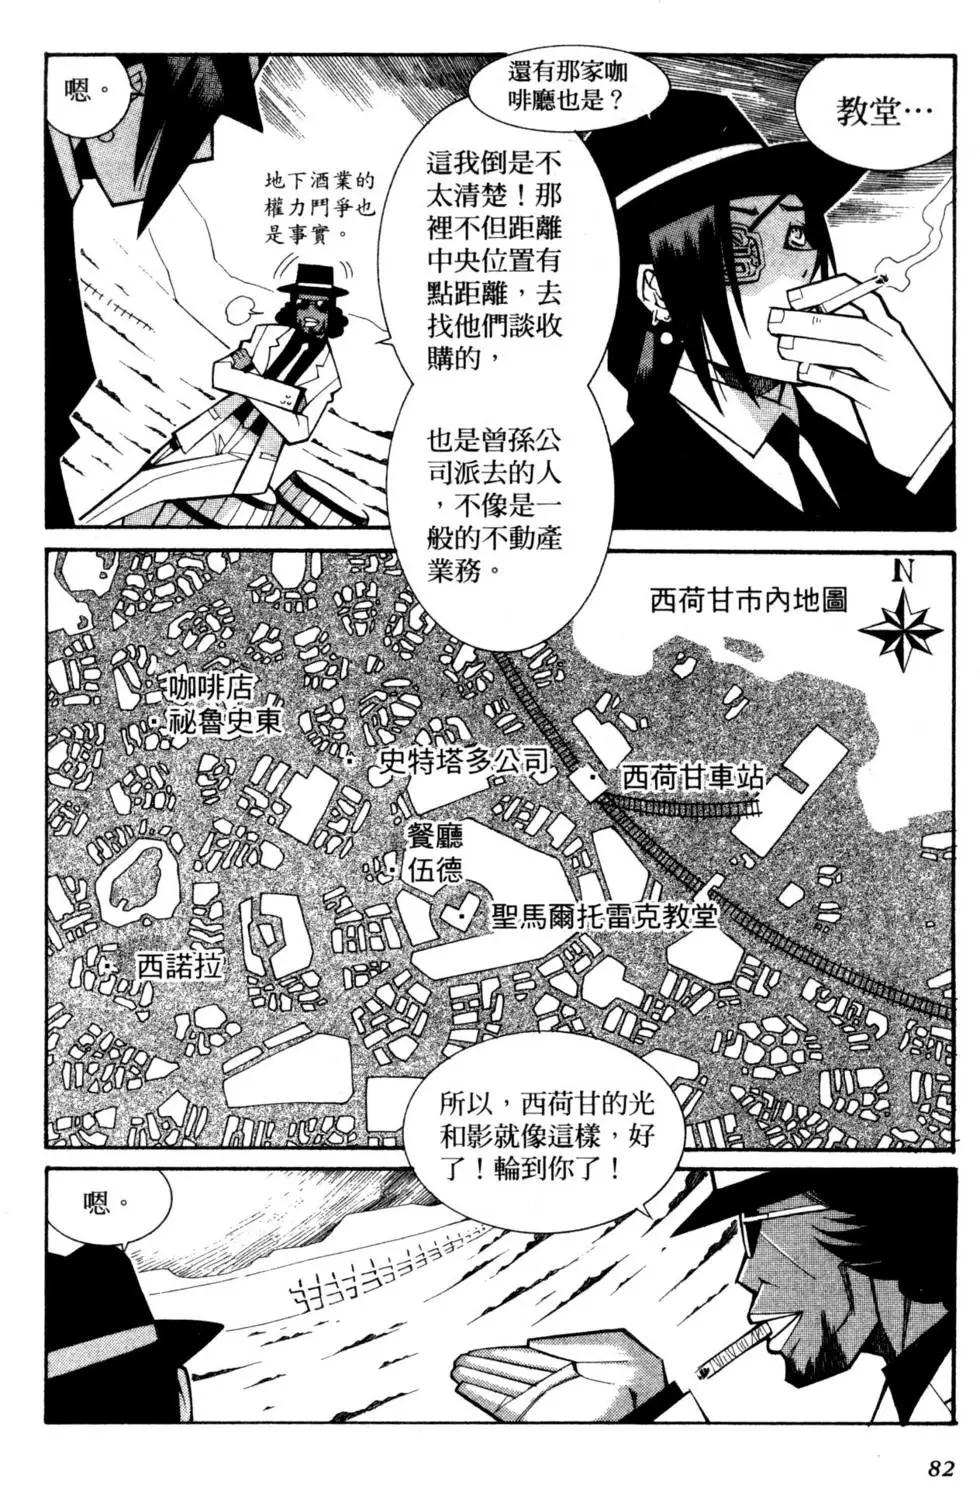 教堂…
還有那家咖
啡廳也是？
這我倒是不
太清楚！那
裡不但距離
中央位置有
點距離，去
找他們談收
購的，
也是曾孫公
司派去的人
，不像是一
般的不動產
業務。
地下酒業的
權力鬥爭也
是事實。
嗯。
N
西荷甘市內地圖
咖啡店
祕魯史東
史特塔多公司
西荷甘車站
餐廳
伍德
聖馬爾托雷克教堂
西諾拉
所以，西荷甘的光
和影就像這樣，好
了！輪到你了！
嗯。
82